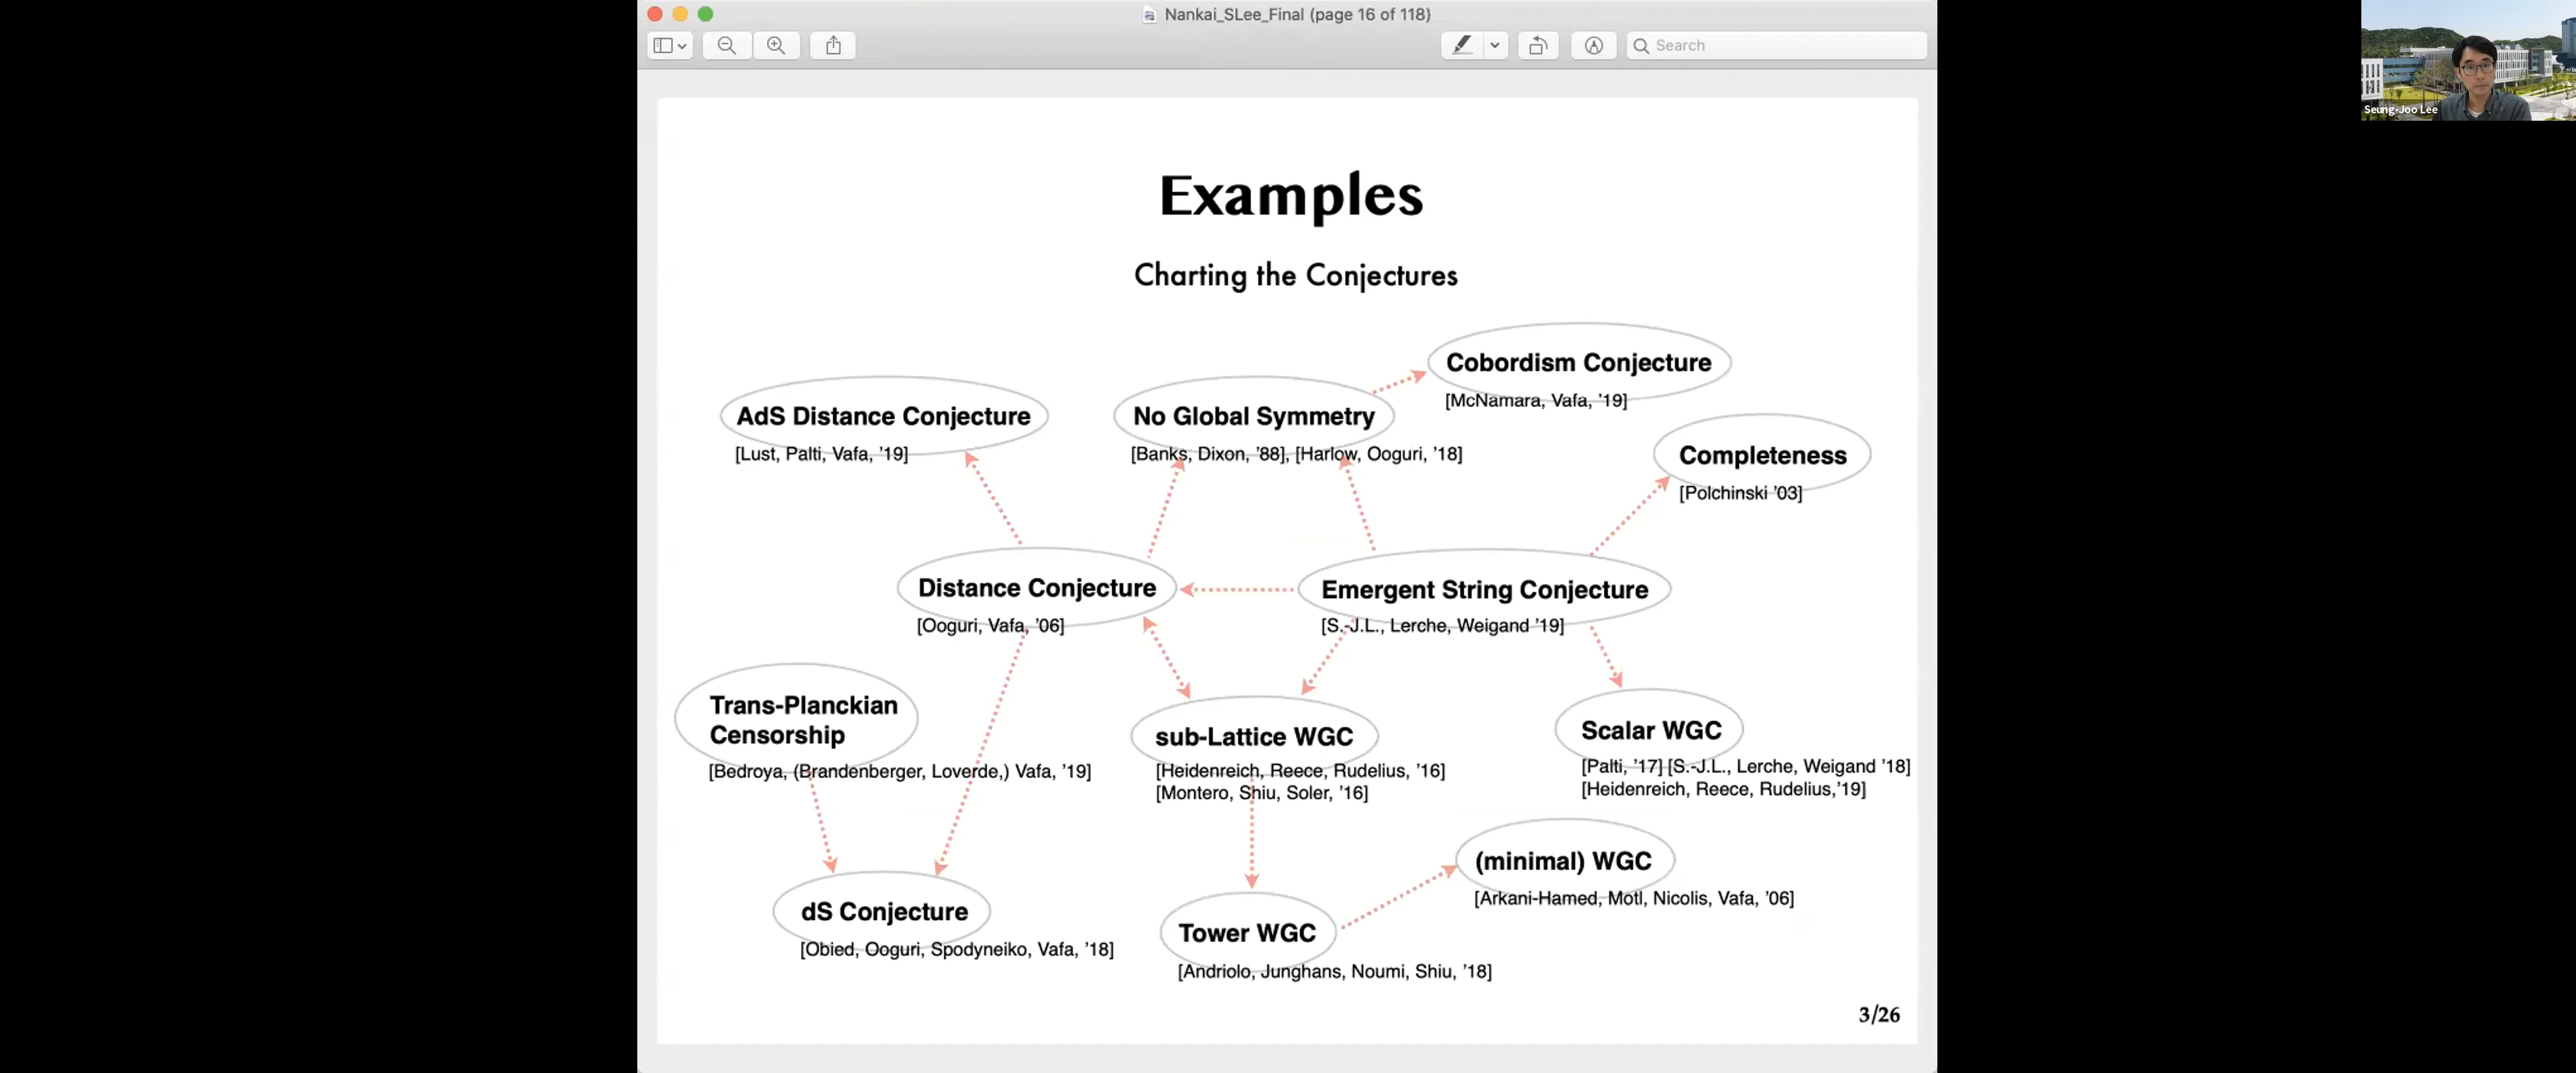 Nankai_SLee_Final (page 16 of 118)
Search
Seung-Joo Lee
Examples
Charting the Conjectures
Cobordism Conjecture
[McNamara, Vafa, '19]
AdS Distance Conjecture
[Lust, Palti, Vafa, '19]
No Global Symmetry
[Banks, Dixon, '88], [Harlow, Ooguri, '18]
Completeness
[Polchinski '03]
Distance Conjecture
[Ooguri, Vafa, '06]
Emergent String Conjecture
[S.-J.L., Lerche, Weigand '19]
Trans-Planckian
Censorship
[Bedroya, (Brandenberger, Loverde,) Vafa, '19]
sub-Lattice WGC
[Heidenreich, Reece, Rudelius, '16]
[Montero, Shiu, Soler, '16]
Scalar WGC
[Palti, '17] [S.-J.L., Lerche, Weigand '18]
[Heidenreich, Reece, Rudelius,'19]
(minimal) WGC
[Arkani-Hamed, Motl, Nicolis, Vafa, '06]
dS Conjecture
[Obied, Ooguri, Spodyneiko, Vafa, '18]
Tower WGC
[Andriolo, Junghans, Noumi, Shiu, '18]
3/26